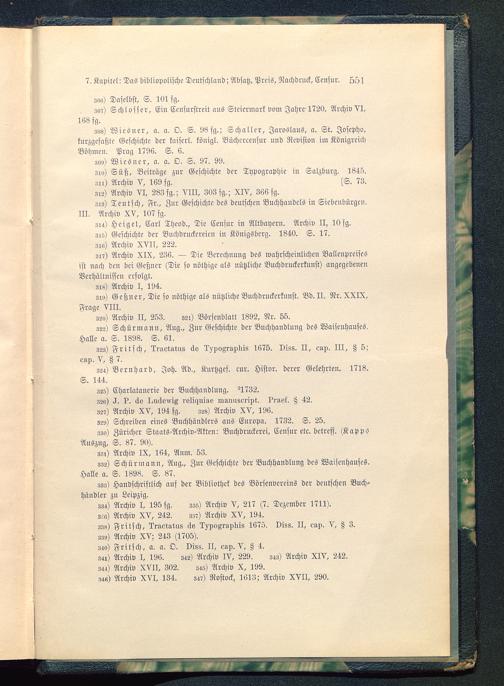 7. Kapitel: Das bibliopolische Deutschland; Absatz, Preis, Nachdruck, Censur. 551
306) Daselbst, S. 101 fg.
307) Schlosser, Ein Censurstreit aus Steiermark vom Jahre 1720. Archiv VI,
168 fg.
308) Wiesner, a. a. O. S. 98 fg.; Schaller, Jaroslaus, a. St. Josepho,
kurzgefaßte Geschichte der kaiserl. königl. Büchercensur und Revision im Königreich
Böhmen. Prag 1796. S. 6.
309) Wiesner, a. a. O. S. 97. 99.
310) Süß, Beiträge zur Geschichte der Typographie in Salzburg. 1845.
311) Archiv V, 169 fg. [S. 73.
312) Archiv VI, 283 fg.; VIII, 303 fg.; XIV, 366 fg.
313) Teutsch, Fr., Zur Geschichte des deutschen Buchhandels in Siebenbürgen.
III. Archiv XV, 107 fg.
314) Heigel, Carl Theod., Die Censur in Altbayern. Archiv II, 10 fg.
315) Geschichte der Buchdruckereien in Königsberg. 1840. S. 17.
316) Archiv XVII, 222.
317) Archiv XIX, 236. — Die Berechnung des wahrscheinlichen Ballenpreises
ist nach den bei Geßner (Die so nöthige als nützliche Buchdruckerkunst) angegebenen
Verhältnissen erfolgt.
318) Archiv I, 194.
319) Geßner, Die so nöthige als nützliche Buchdruckerkunst. Bd. II. Nr. XXIX,
Frage VIII.
320) Archiv II, 253. 321) Börsenblatt 1892, Nr. 55.
322) Schürmann, Aug., Zur Geschichte der Buchhandlung des Waisenhauses.
Halle a. S. 1898. S. 61.
323) Fritsch, Tractatus de Typographis 1675. Diss. II, cap. III, § 5;
cap. V, § 7.
324) Bernhard, Joh. Ad., Kurzgef. cur. Histor. derer Gelehrten. 1718.
S. 144.
325) Charlatanerie der Buchhandlung. ²1732.
326) J. P. de Ludewig reliquiae manuscript. Praef. § 42.
327) Archiv XV, 194 fg. 328) Archiv XV, 196.
329) Schreiben eines Buchhändlers aus Europa. 1732. S. 25.
330) Züricher Staats-Archiv-Akten: Buchdruckerei, Censur etc. betreff. (Kapps
Auszug, S. 87. 90).
331) Archiv IX, 164, Anm. 53.
332) Schürmann, Aug., Zur Geschichte der Buchhandlung des Waisenhauses.
Halle a. S. 1898. S. 87.
333) Handschriftlich auf der Bibliothek des Börsenvereins der deutschen Buch-
händler zu Leipzig.
334) Archiv I, 195 fg. 335) Archiv V, 217 (7. Dezember 1711).
336) Archiv XV, 242. 337) Archiv XV, 194.
338) Fritsch, Tractatus de Typographis 1675. Diss. II, cap. V, § 3.
339) Archiv XV; 243 (1705).
340) Fritsch, a. a. O. Diss. II, cap. V, § 4.
341) Archiv I, 196. 342) Archiv IV, 229. 343) Archiv XIV, 242.
344) Archiv XVII, 302. 345) Archiv X, 199.
346) Archiv XVI, 134. 347) Rostock, 1613; Archiv XVII, 290.